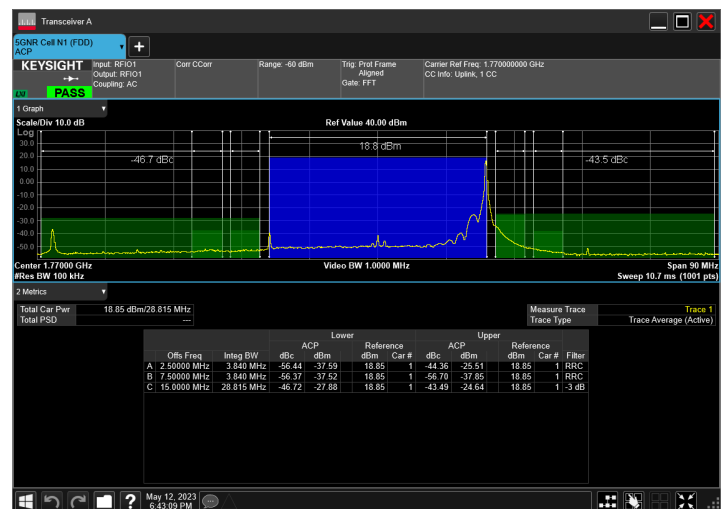 Transceiver A
5GNR Cell N1 (FDD)
ACP
KEYSIGHT
LXI
PASS
Input: RFIO1
Output: RFIO1
Coupling: AC
Corr CCorr
Range: -60 dBm
Trig: Prot Frame
Aligned
Gate: FFT
Carrier Ref Freq: 1.770000000 GHz
CC Info: Uplink, 1 CC
1 Graph
Scale/Div 10.0 dB
Ref Value 40.00 dBm
Log
30.0
20.0
10.0
0.00
-10.0
-20.0
-30.0
-40.0
-50.0
-46.7 dBc
18.8 dBm
-43.5 dBc
Center 1.77000 GHz
Video BW 1.0000 MHz
Span 90 MHz
#Res BW 100 kHz
Sweep 10.7 ms (1001 pts)
2 Metrics
Total Car Pwr 18.85 dBm/28.815 MHz
Total PSD ---
Measure Trace Trace 1
Trace Type Trace Average (Active)
Lower Upper
ACP Reference ACP Reference
Offs Freq Integ BW dBc dBm dBm Car # dBc dBm dBm Car # Filter
A 2.50000 MHz 3.840 MHz -56.44 -37.59 18.85 1 -44.36 -25.51 18.85 1 RRC
B 7.50000 MHz 3.840 MHz -56.37 -37.52 18.85 1 -56.70 -37.85 18.85 1 RRC
C 15.0000 MHz 28.815 MHz -46.72 -27.88 18.85 1 -43.49 -24.64 18.85 1 -3 dB
May 12, 2023
6:43:09 PM